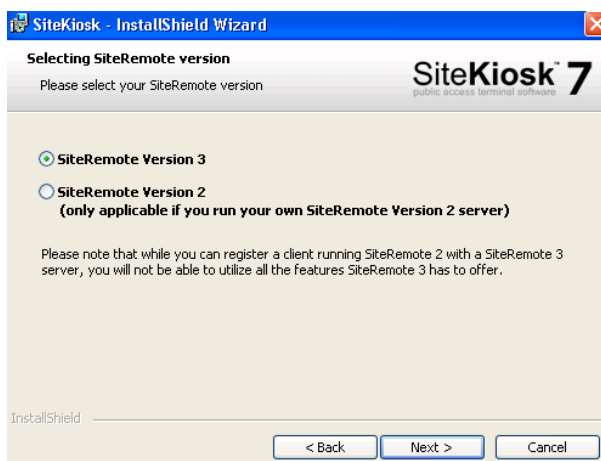 SiteKiosk - InstallShield Wizard
Selecting SiteRemote version
Please select your SiteRemote version
SiteKiosk™ 7
public access terminal software
SiteRemote Version 3
SiteRemote Version 2
(only applicable if you run your own SiteRemote Version 2 server)
Please note that while you can register a client running SiteRemote 2 with a SiteRemote 3
server, you will not be able to utilize all the features SiteRemote 3 has to offer.
InstallShield
< Back Next > Cancel